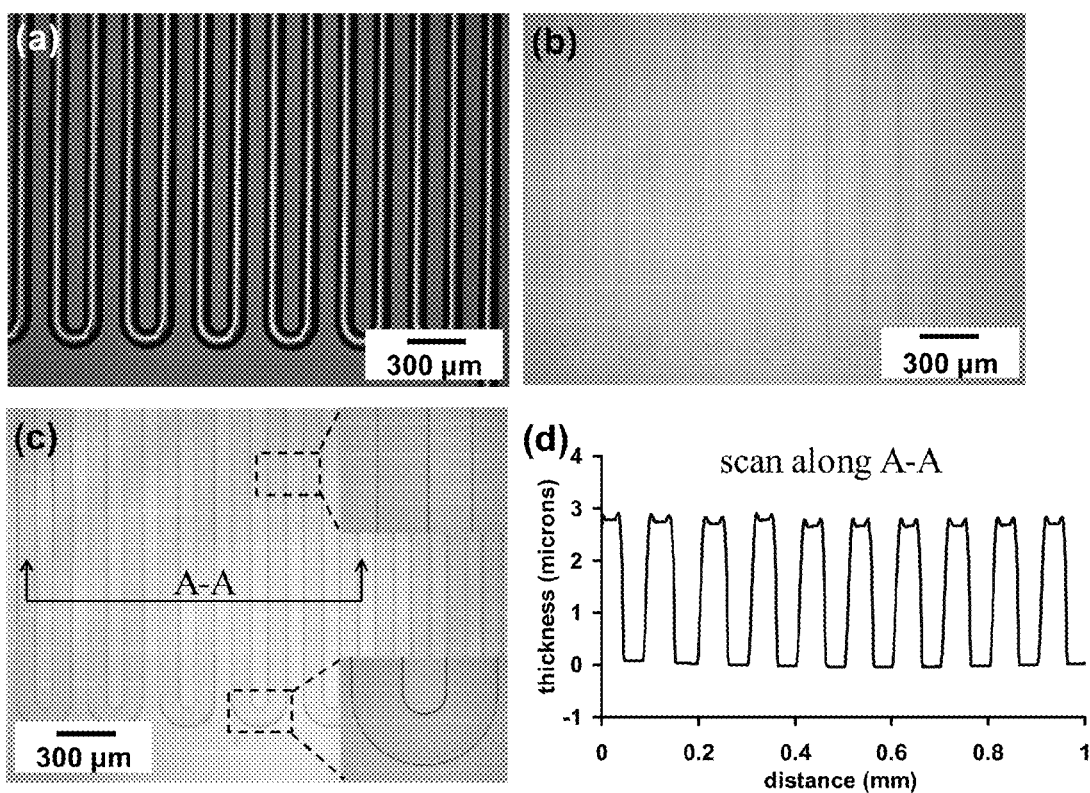 (a)
300 µm
(b)
300 µm
(c)
A-A
300 µm
(d)
scan along A-A
thickness (microns)
4
3
2
1
0
-1
0 0.2 0.4 0.6 0.8 1
distance (mm)